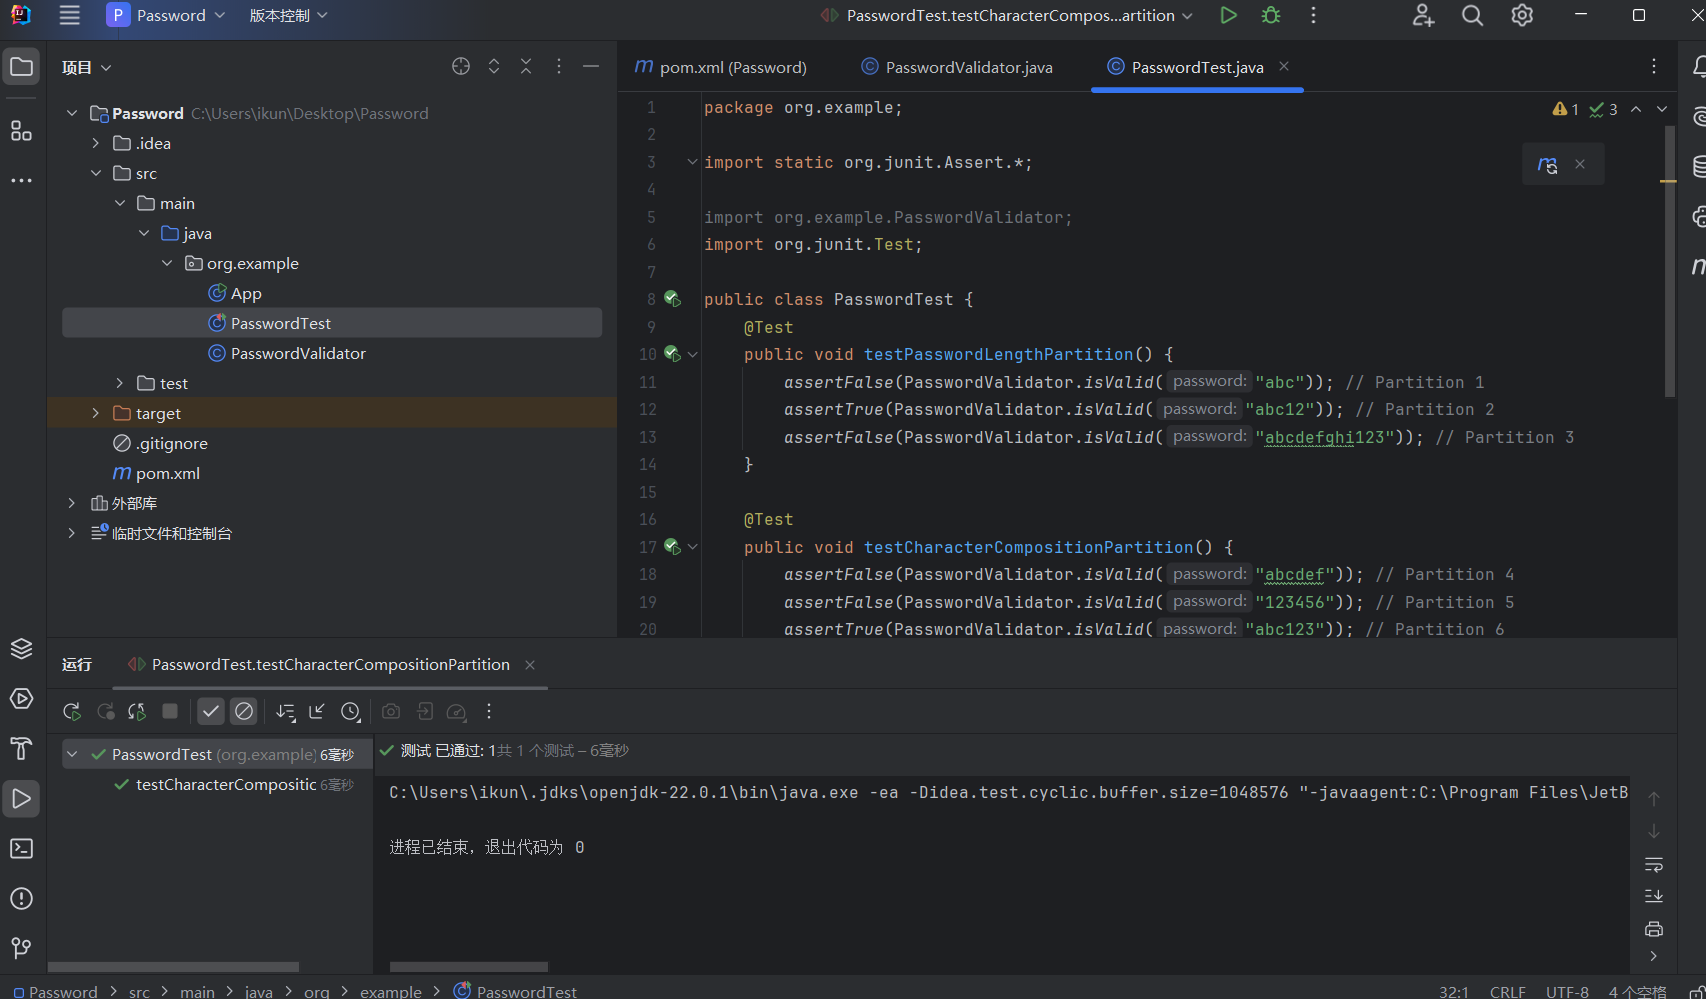 P Password 版本控制 PasswordTest.testCharacterCompos...artition
项目
Password C:\Users\ikun\Desktop\Password
.idea
src
main
java
org.example
App
PasswordTest
PasswordValidator
test
target
.gitignore
m pom.xml
外部库
临时文件和控制台
m pom.xml (Password) PasswordValidator.java PasswordTest.java
1 package org.example; 1 3
2
3 import static org.junit.Assert.*;
4
5 import org.example.PasswordValidator;
6 import org.junit.Test;
7
8 public class PasswordTest {
9 @Test
10 public void testPasswordLengthPartition() {
11 assertFalse(PasswordValidator.isValid( password: "abc")); // Partition 1
12 assertTrue(PasswordValidator.isValid( password: "abc12")); // Partition 2
13 assertFalse(PasswordValidator.isValid( password: "abcdefghi123")); // Partition 3
14 }
15
16 @Test
17 public void testCharacterCompositionPartition() {
18 assertFalse(PasswordValidator.isValid( password: "abcdef")); // Partition 4
19 assertFalse(PasswordValidator.isValid( password: "123456")); // Partition 5
20 assertTrue(PasswordValidator.isValid( password: "abc123")); // Partition 6
运行 PasswordTest.testCharacterCompositionPartition
PasswordTest (org.example) 6毫秒
testCharacterCompositic 6毫秒
测试 已通过: 1共 1 个测试 – 6毫秒
C:\Users\ikun\.jdks\openjdk-22.0.1\bin\java.exe -ea -Didea.test.cyclic.buffer.size=1048576 "-javaagent:C:\Program Files\JetB
进程已结束，退出代码为 0
Password > src > main > java > org > example > PasswordTest 32:1 CRLF UTF-8 4 个空格